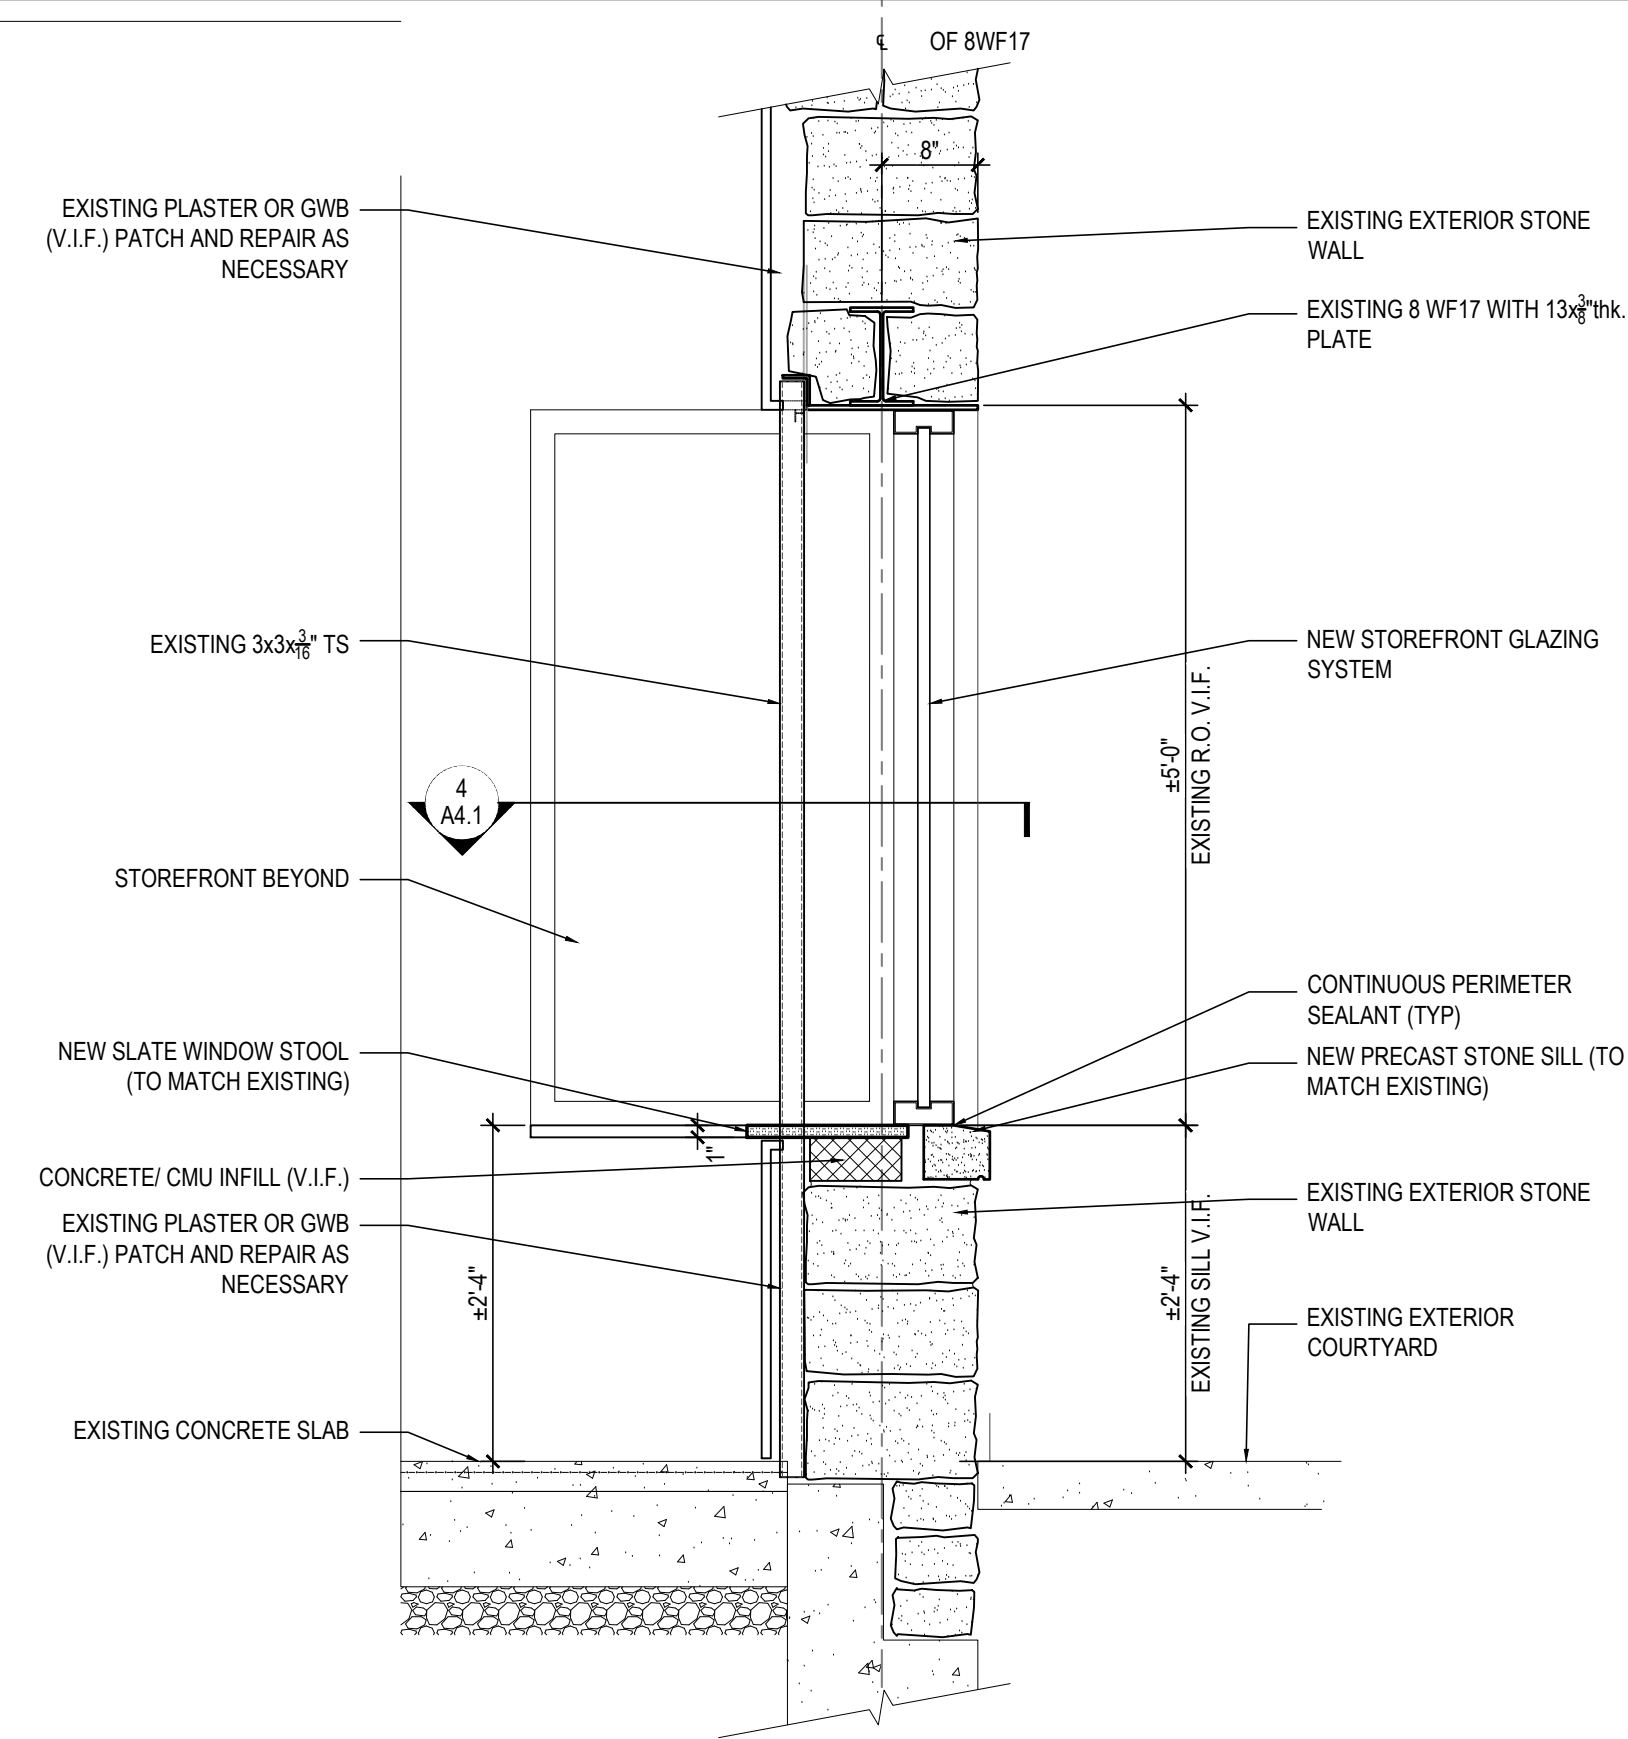 ℄ OF 8WF17
8"
EXISTING PLASTER OR GWB
(V.I.F.) PATCH AND REPAIR AS
NECESSARY
EXISTING EXTERIOR STONE
WALL
EXISTING 8 WF17 WITH 13x3/8"thk.
PLATE
EXISTING 3x3x3/16" TS
NEW STOREFRONT GLAZING
SYSTEM
±5'-0"
EXISTING R.O. V.I.F.
4
A4.1
STOREFRONT BEYOND
CONTINUOUS PERIMETER
SEALANT (TYP)
NEW SLATE WINDOW STOOL
(TO MATCH EXISTING)
NEW PRECAST STONE SILL (TO
MATCH EXISTING)
1"
CONCRETE/ CMU INFILL (V.I.F.)
EXISTING EXTERIOR STONE
WALL
EXISTING PLASTER OR GWB
(V.I.F.) PATCH AND REPAIR AS
NECESSARY
±2'-4"
±2'-4"
EXISTING SILL V.I.F.
EXISTING EXTERIOR
COURTYARD
EXISTING CONCRETE SLAB